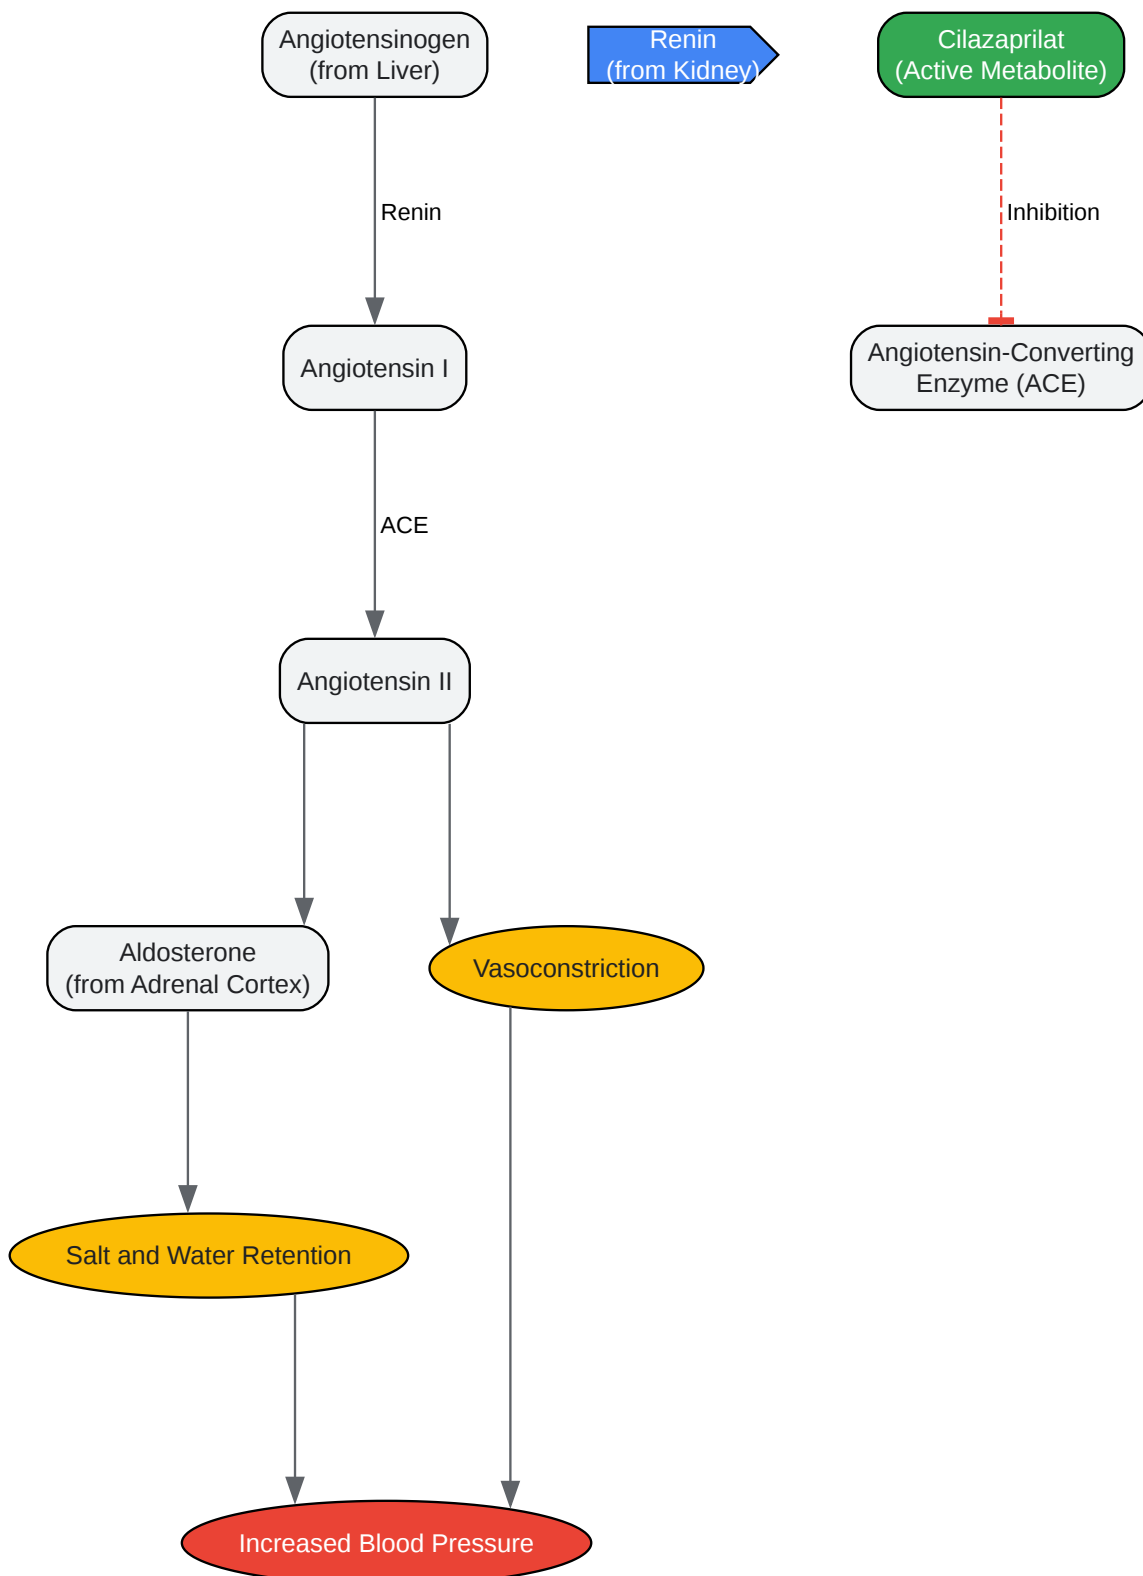 Angiotensinogen
(from Liver)
Renin
(from Kidney)
Cilazaprilat
(Active Metabolite)
Renin
Inhibition
Angiotensin I
Angiotensin-Converting
Enzyme (ACE)
ACE
Angiotensin II
Aldosterone
(from Adrenal Cortex)
Vasoconstriction
Salt and Water Retention
Increased Blood Pressure